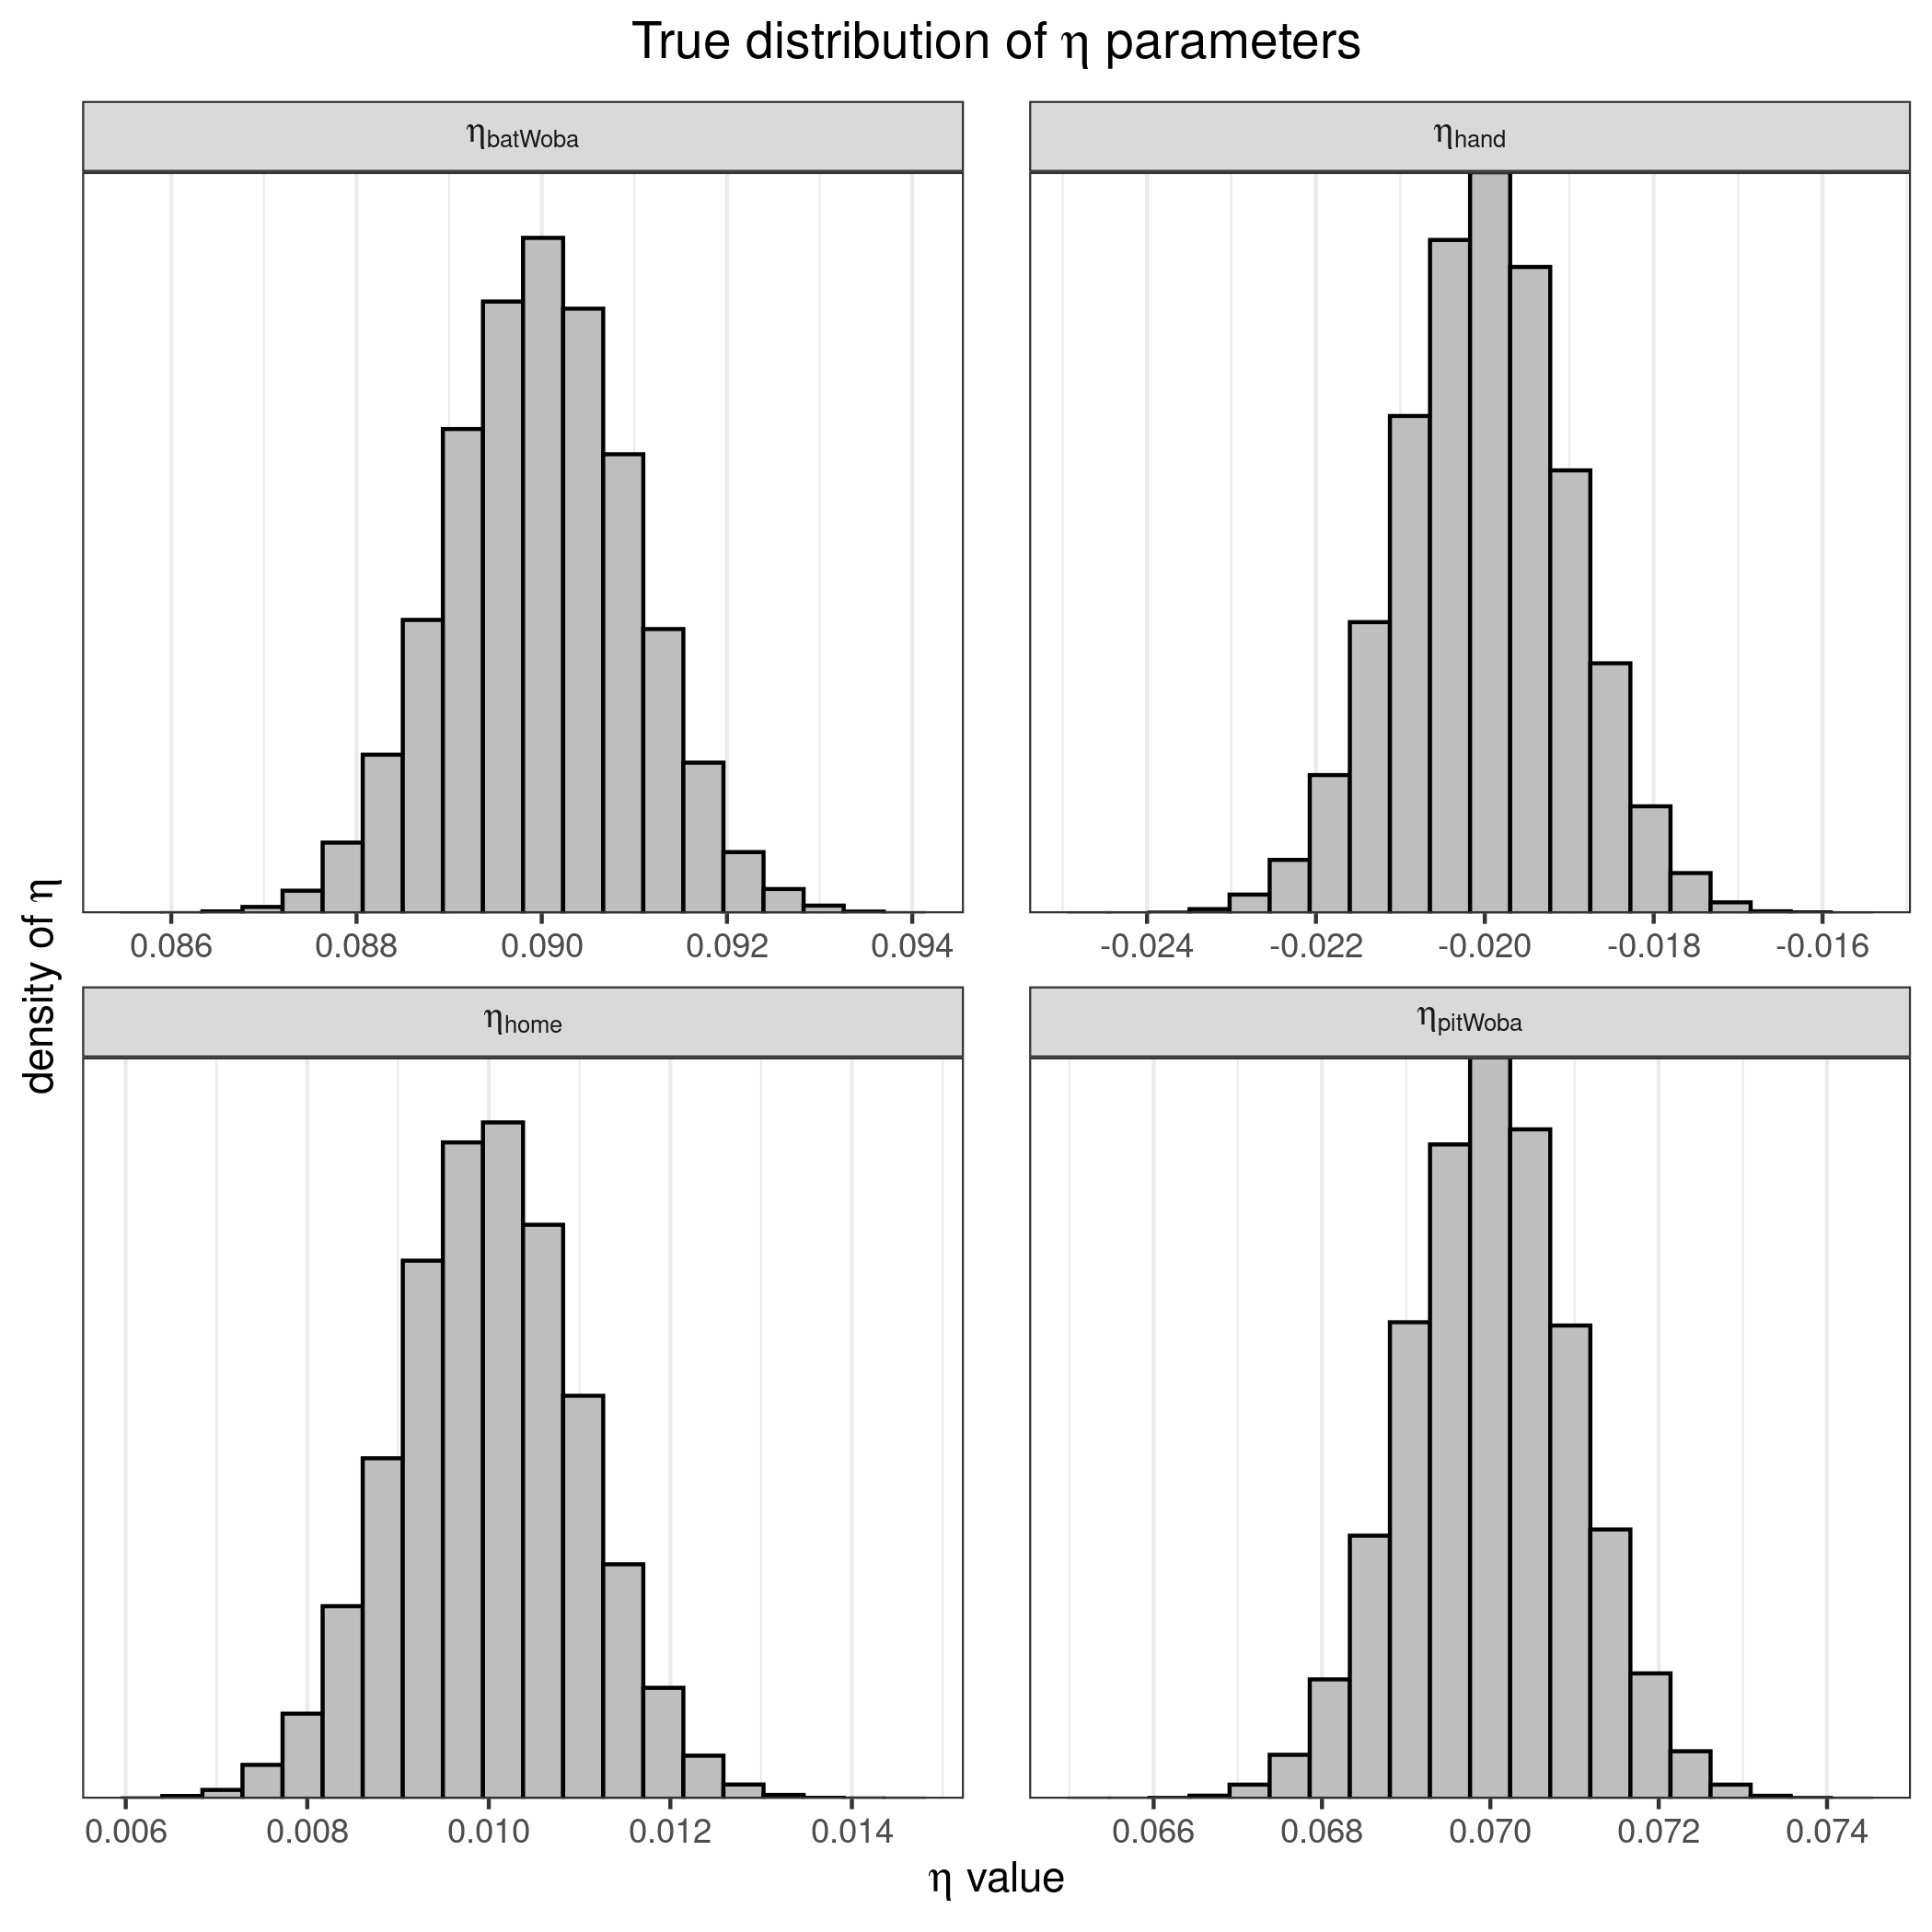 True distribution of η parameters
ηbatWoba
ηhand
0.086 0.088 0.090 0.092 0.094
-0.024 -0.022 -0.020 -0.018 -0.016
density of η
ηhome
ηpitWoba
0.006 0.008 0.010 0.012 0.014
0.066 0.068 0.070 0.072 0.074
η value